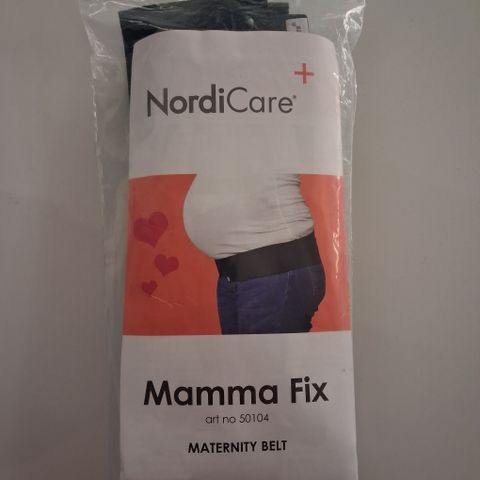 NordiCare®
Mamma Fix
art no 50104
MATERNITY BELT